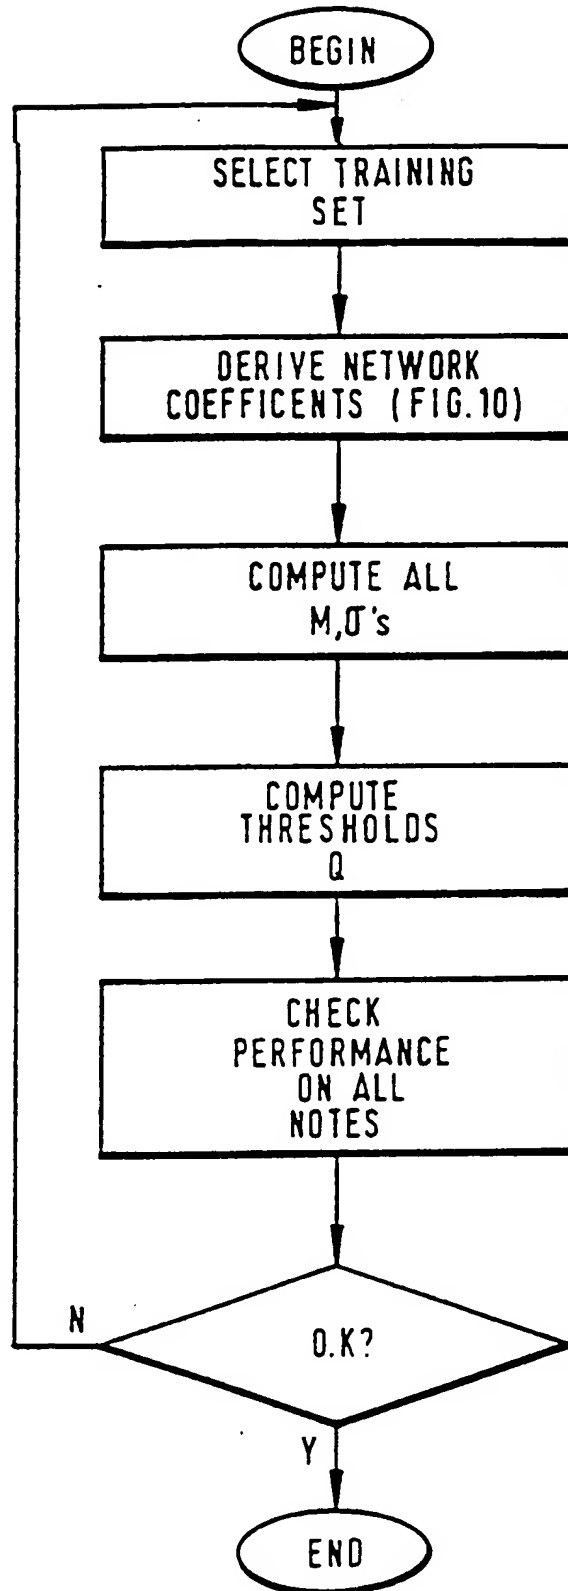 BEGIN
SELECT TRAINING
SET
DERIVE NETWORK
COEFFICENTS (FIG.10)
COMPUTE ALL
M,σ's
COMPUTE
THRESHOLDS
Q
CHECK
PERFORMANCE
ON ALL
NOTES
N
O.K?
Y
END